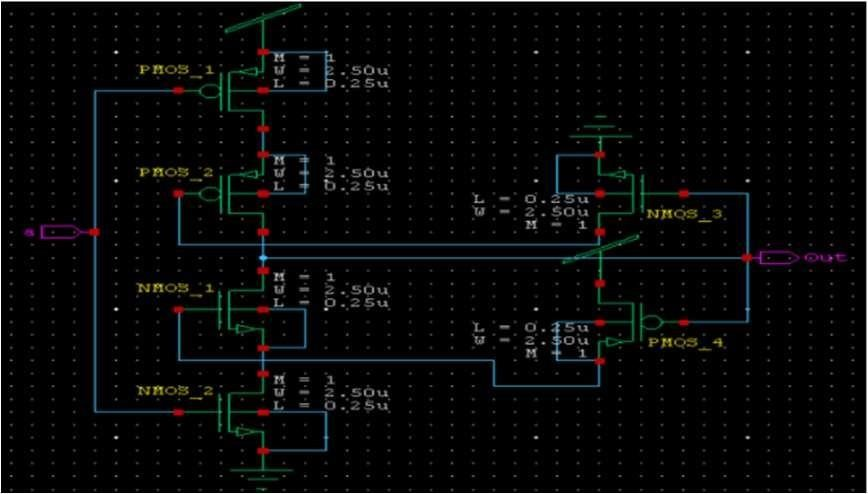 PMOS_1
M = 1
W = 2.50u
L = 0.25u
PMOS_2
M = 1
W = 2.50u
L = 0.25u
L = 0.25u
W = 2.50u
M = 1
NMOS_3
a
Out
NMOS_1
M = 1
W = 2.50u
L = 0.25u
L = 0.25u
W = 2.50u
M = 1
PMOS_4
NMOS_2
M = 1
W = 2.50u
L = 0.25u